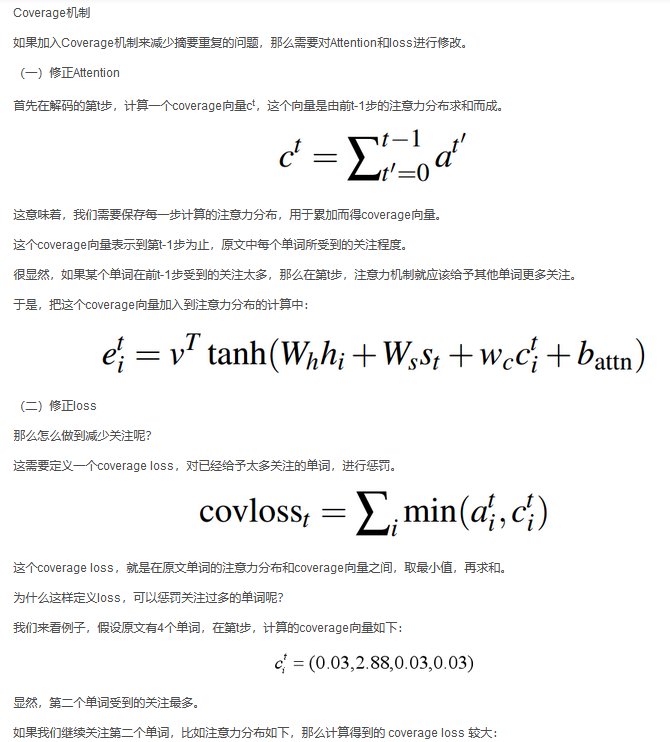 Coverage机制
如果加入Coverage机制来减少摘要重复的问题，那么需要对Attention和loss进行修改。
（一）修正Attention
首先在解码的第t步，计算一个coverage向量cᵗ，这个向量是由前t-1步的注意力分布求和而成。
c^t = ∑_{t'=0}^{t-1} a^{t'}
这意味着，我们需要保存每一步计算的注意力分布，用于累加而得coverage向量。
这个coverage向量表示到第t-1步为止，原文中每个单词所受到的关注程度。
很显然，如果某个单词在前t-1步受到的关注太多，那么在第t步，注意力机制就应该给予其他单词更多关注。
于是，把这个coverage向量加入到注意力分布的计算中：
e_i^t = v^T tanh(W_h h_i + W_s s_t + w_c c_i^t + b_attn)
（二）修正loss
那么怎么做到减少关注呢？
这需要定义一个coverage loss，对已经给予太多关注的单词，进行惩罚。
covloss_t = ∑_i min(a_i^t, c_i^t)
这个coverage loss，就是在原文单词的注意力分布和coverage向量之间，取最小值，再求和。
为什么这样定义loss，可以惩罚关注过多的单词呢？
我们来看例子，假设原文有4个单词，在第t步，计算的coverage向量如下：
c_i^t = (0.03,2.88,0.03,0.03)
显然，第二个单词受到的关注最多。
如果我们继续关注第二个单词，比如注意力分布如下，那么计算得到的 coverage loss 较大：